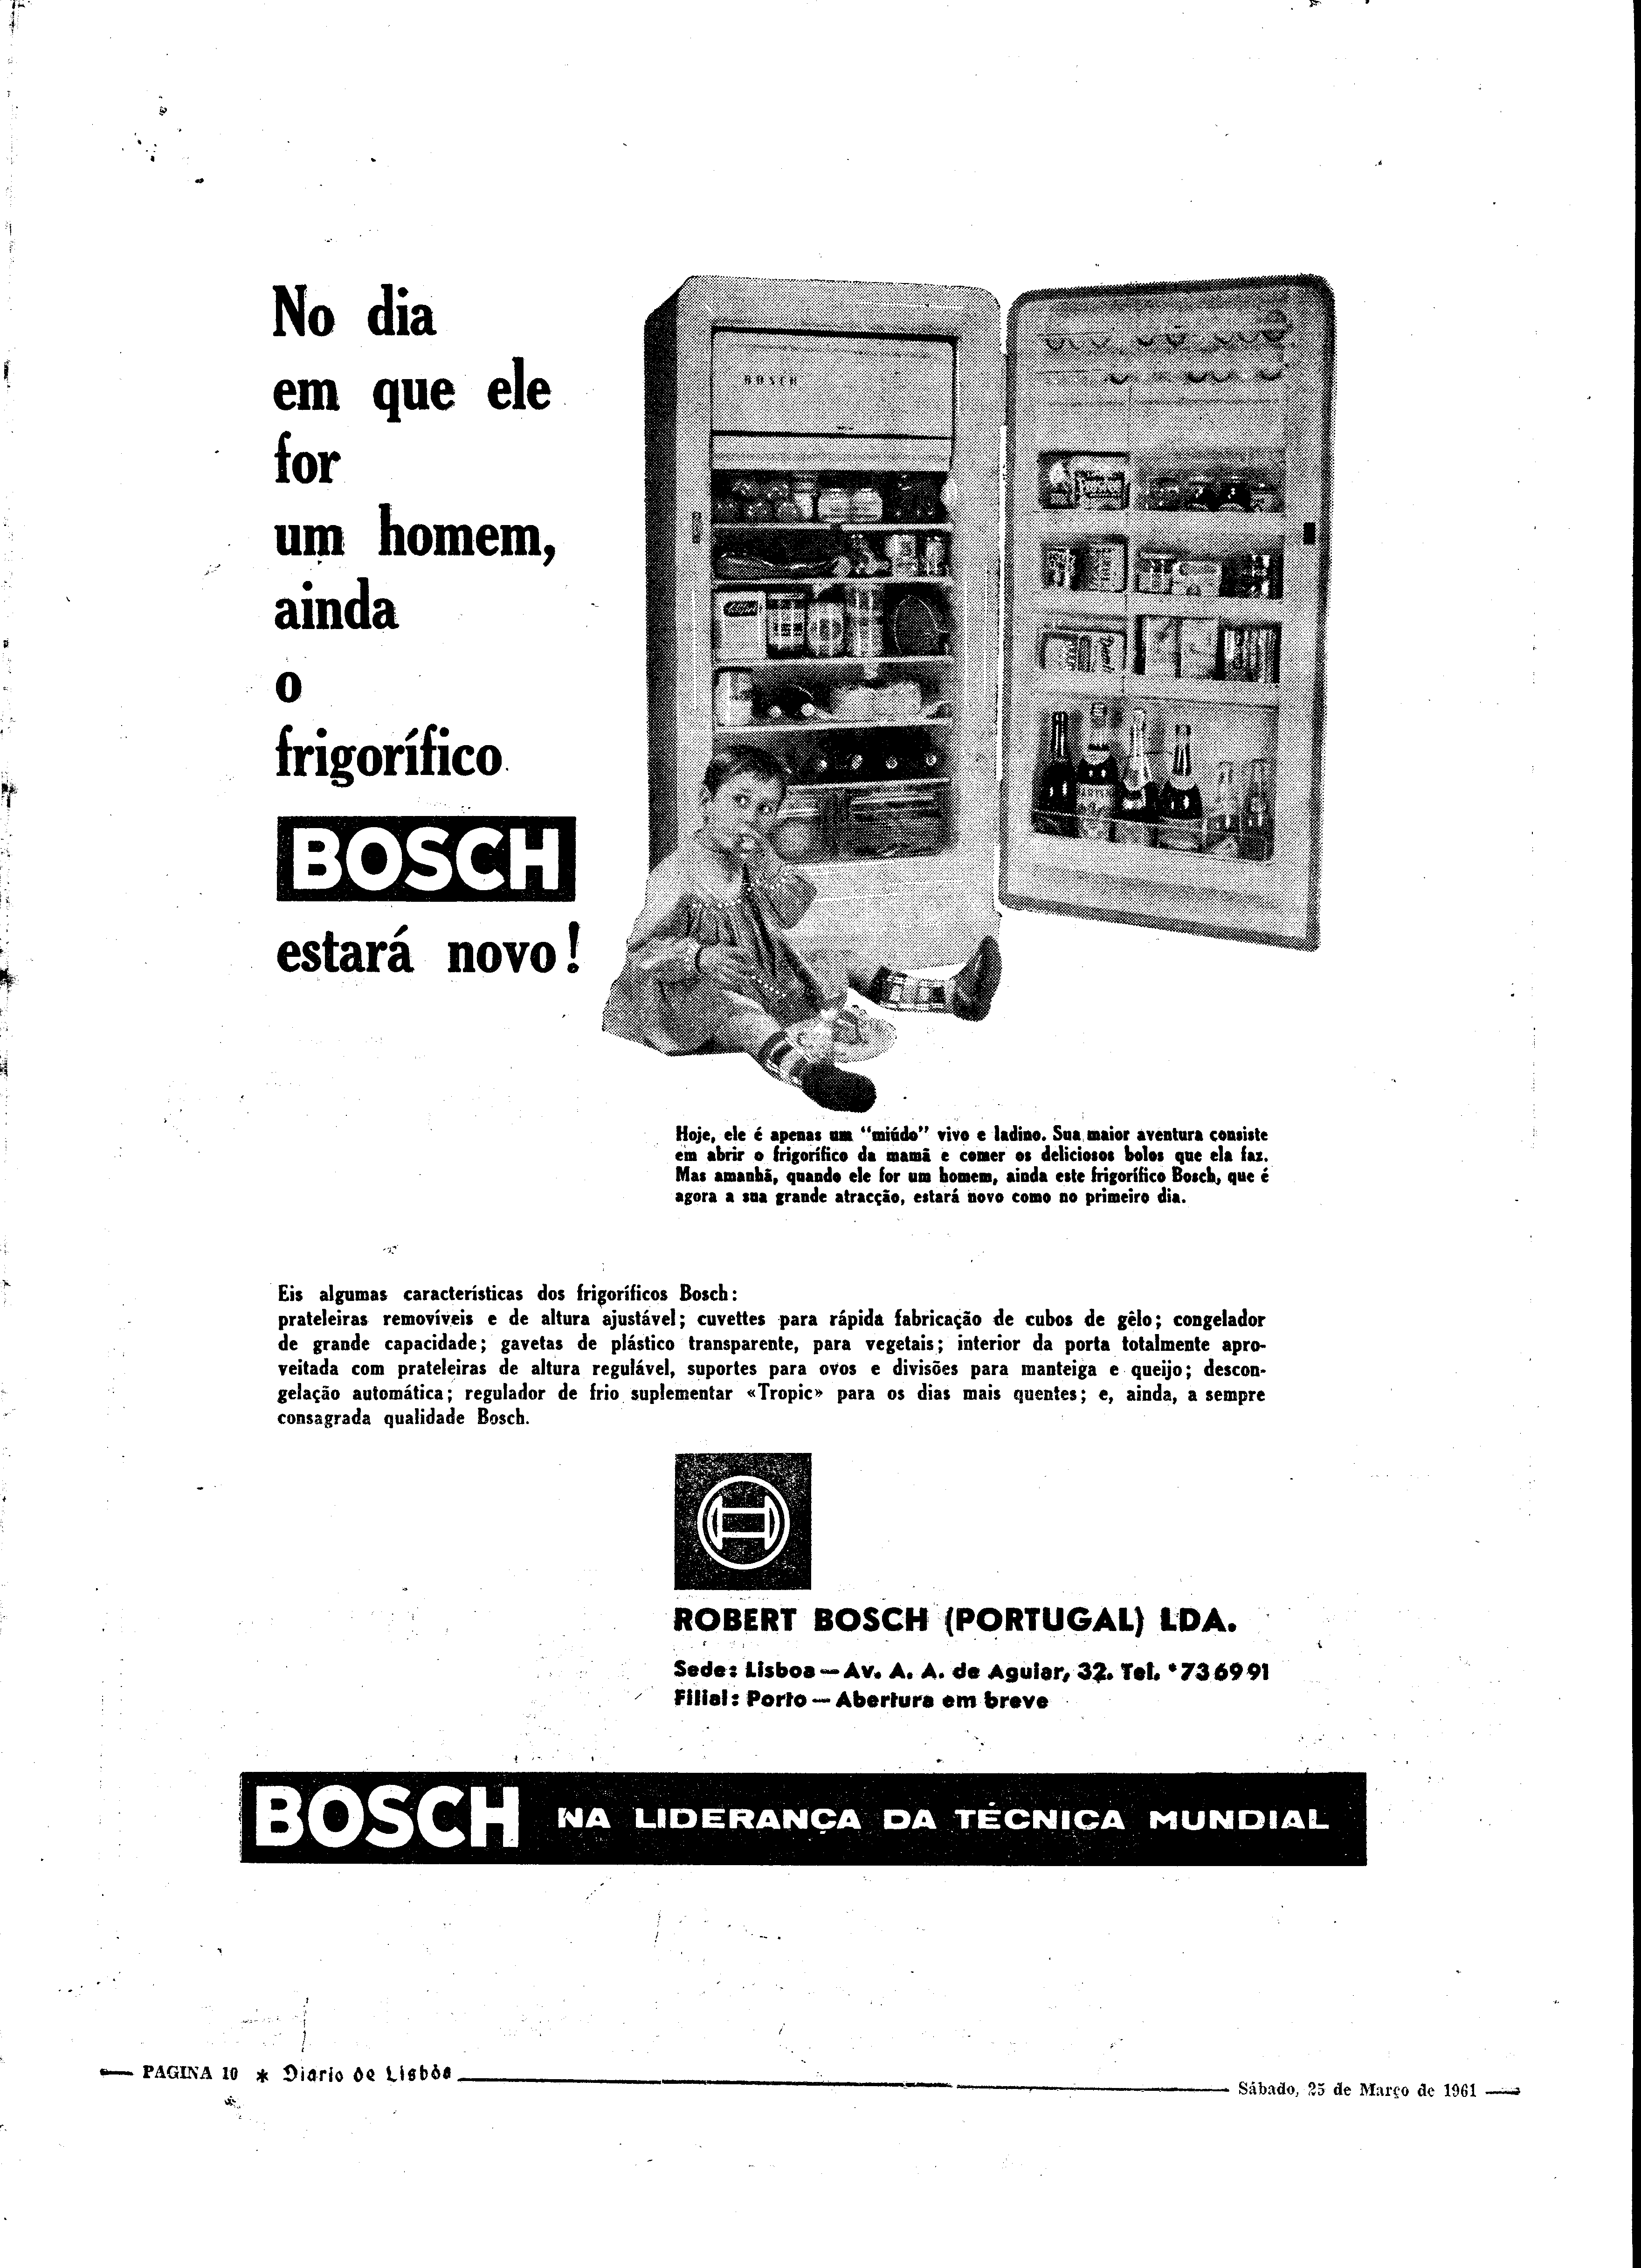 No dia
em que ele
for
um homem,
ainda
o
frigorífico
BOSCH
estará novo!
BOSCH
Hoje, ele é apenas um “miúdo” vivo e ladino. Sua maior aventura consiste
em abrir o frigorífico da mamã e comer os deliciosos bolos que ela faz.
Mas amanhã, quando ele for um homem, ainda este frigorífico Bosch, que é
agora a sua grande atracção, estará novo como no primeiro dia.
Eis algumas características dos frigoríficos Bosch:
prateleiras removíveis e de altura ajustável; cuvettes para rápida fabricação de cubos de gêlo; congelador
de grande capacidade; gavetas de plástico transparente, para vegetais; interior da porta totalmente apro-
veitada com prateleiras de altura regulável, suportes para ovos e divisões para manteiga e queijo; descon-
gelação automática; regulador de frio suplementar «Tropic» para os dias mais quentes; e, ainda, a sempre
consagrada qualidade Bosch.
ROBERT BOSCH (PORTUGAL) LDA.
Sede: Lisboa — Av. A. A. de Aguiar, 32. Tel. *73 69 91
Filial: Porto — Abertura em breve
BOSCH NA LIDERANÇA DA TÉCNICA MUNDIAL
PAGINA 10 * Diario de Lisbôa
Sábado, 25 de Março de 1961